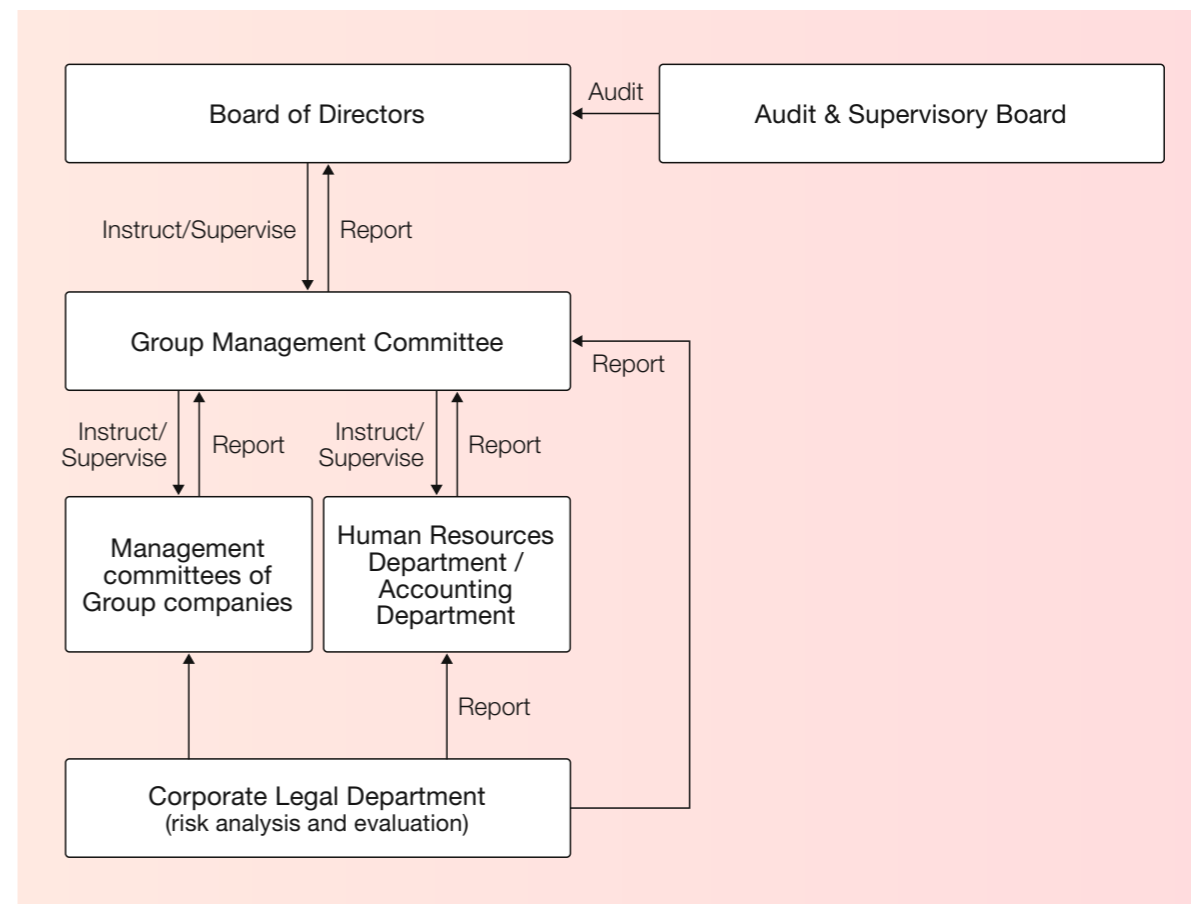 Board of Directors
Audit
Audit & Supervisory Board
Instruct/Supervise
Report
Group Management Committee
Report
Instruct/
Supervise
Report
Instruct/
Supervise
Report
Management
committees of
Group companies
Human Resources
Department /
Accounting
Department
Report
Corporate Legal Department
(risk analysis and evaluation)